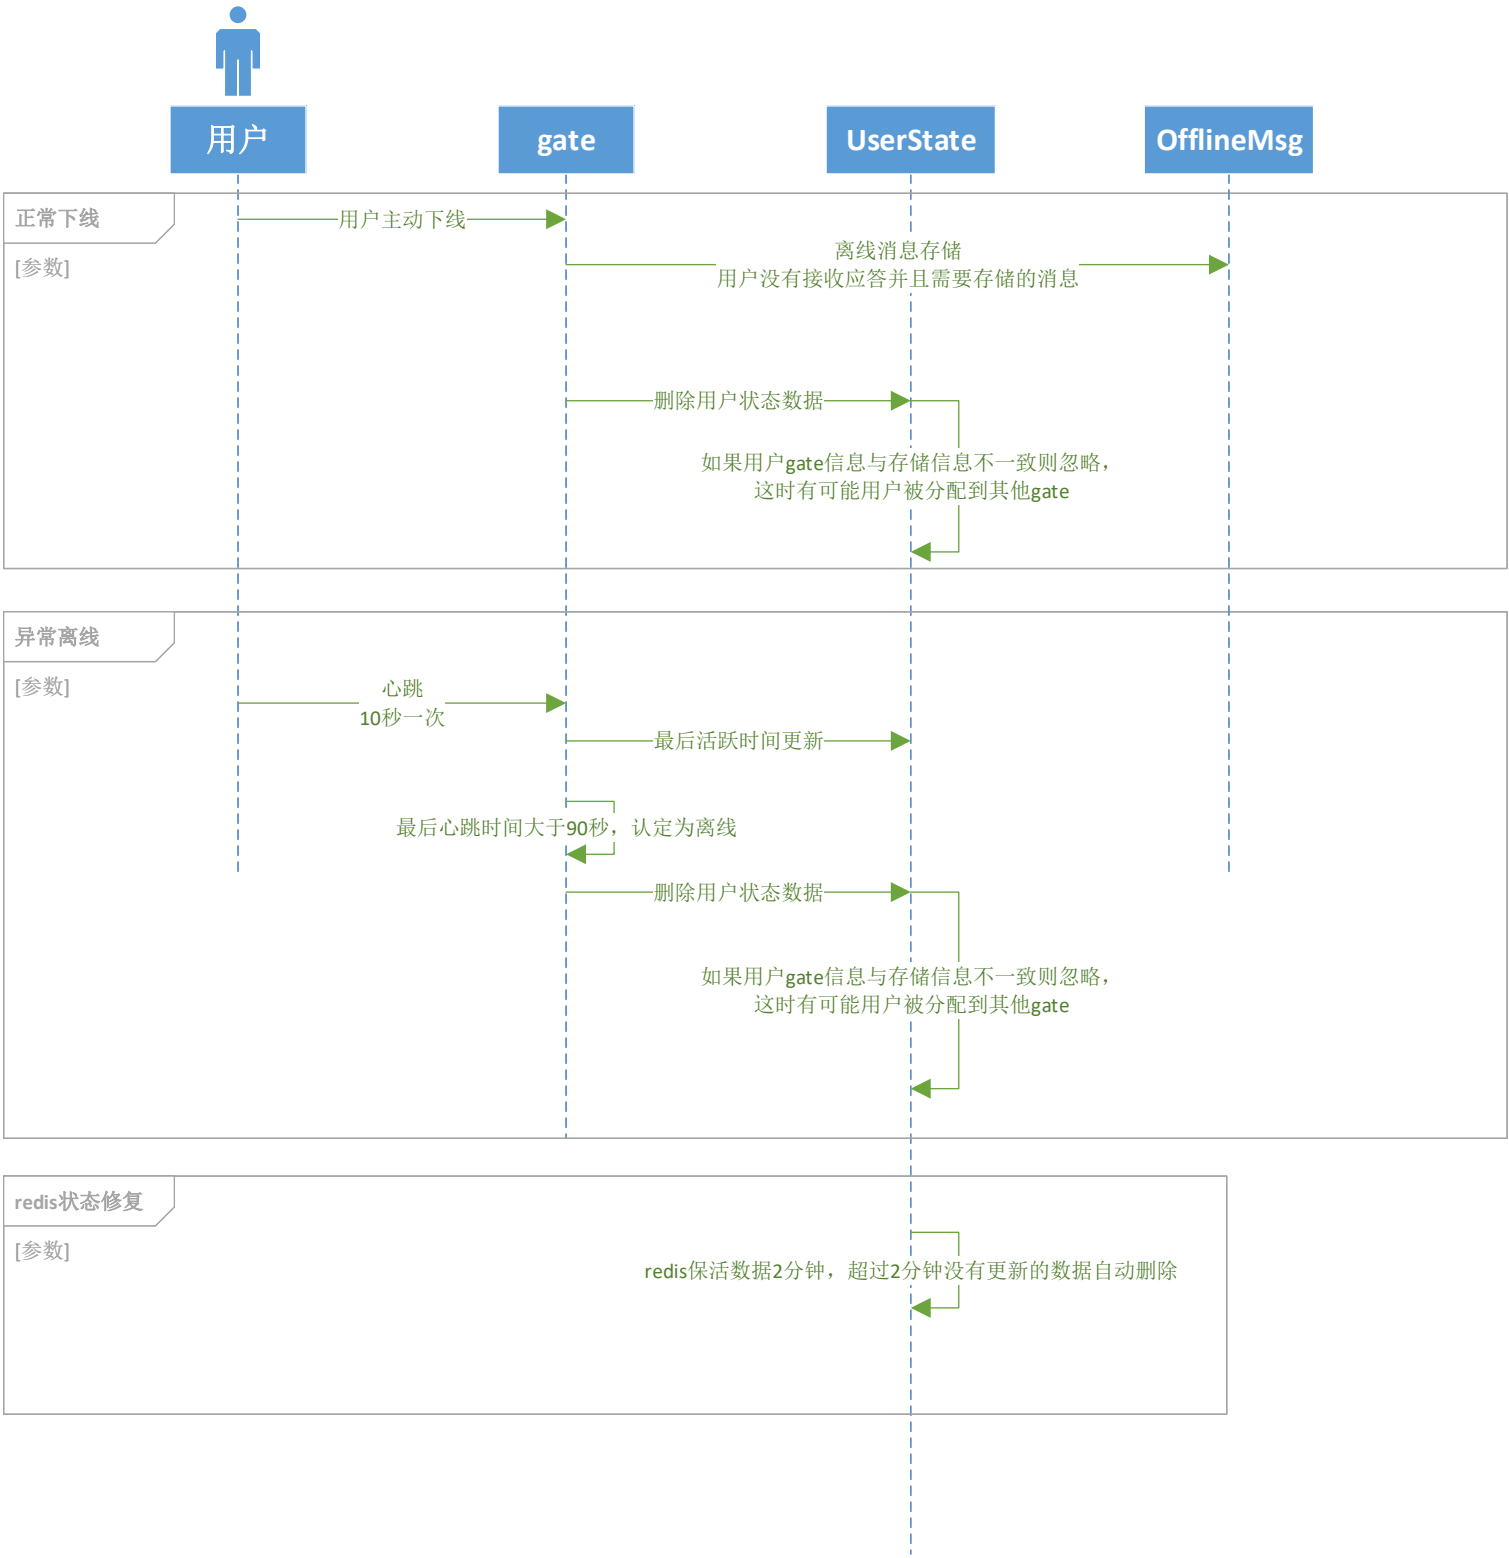 用户
gate
UserState
OfflineMsg
正常下线
[参数]
用户主动下线
离线消息存储
用户没有接收应答并且需要存储的消息
删除用户状态数据
如果用户gate信息与存储信息不一致则忽略，
这时有可能用户被分配到其他gate
异常离线
[参数]
心跳
10秒一次
最后活跃时间更新
最后心跳时间大于90秒，认定为离线
删除用户状态数据
如果用户gate信息与存储信息不一致则忽略，
这时有可能用户被分配到其他gate
redis状态修复
[参数]
redis保活数据2分钟，超过2分钟没有更新的数据自动删除